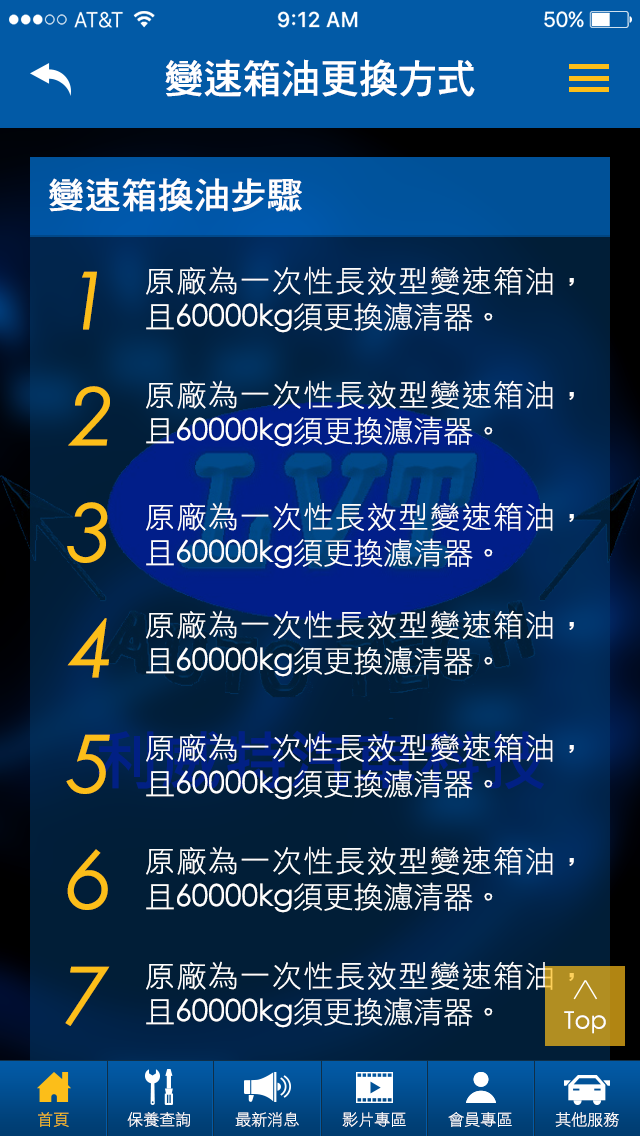 AT&T
9:12 AM
50%
變速箱油更換方式
變速箱換油步驟
1
原廠為一次性長效型變速箱油，
且60000kg須更換濾清器。
2
原廠為一次性長效型變速箱油，
且60000kg須更換濾清器。
LVT
3
原廠為一次性長效型變速箱油，
且60000kg須更換濾清器。
4
原廠為一次性長效型變速箱油，
且60000kg須更換濾清器。
AUTO TECH
5
原廠為一次性長效型變速箱油，
且60000kg須更換濾清器。
6
原廠為一次性長效型變速箱油，
且60000kg須更換濾清器。
7
原廠為一次性長效型變速箱油，
且60000kg須更換濾清器。
Top
首頁
保養查詢
最新消息
影片專區
會員專區
其他服務